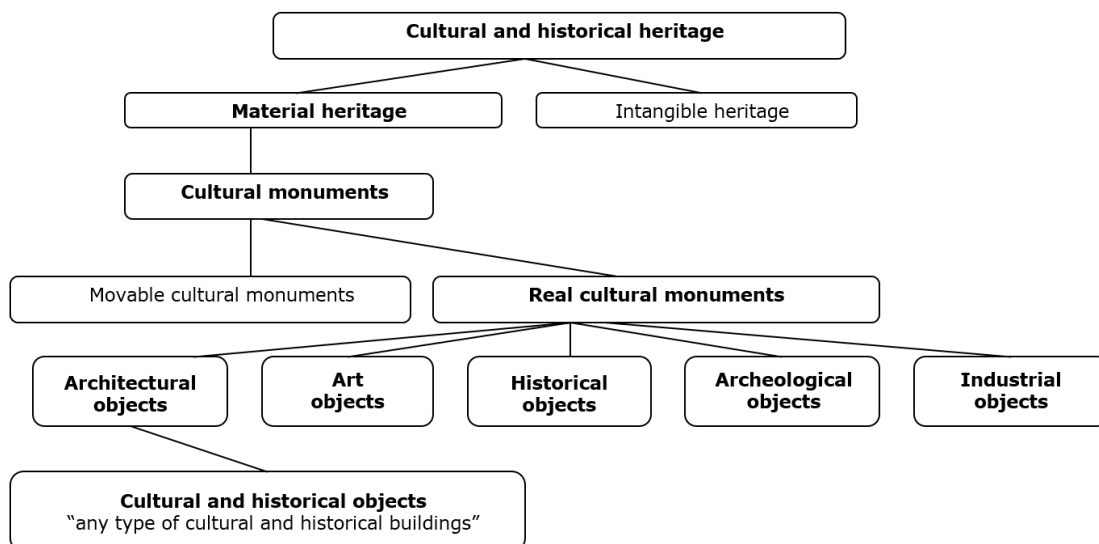 Cultural and historical heritage
Material heritage
Intangible heritage
Cultural monuments
Movable cultural monuments
Real cultural monuments
Architectural
objects
Art
objects
Historical
objects
Archeological
objects
Industrial
objects
Cultural and historical objects
“any type of cultural and historical buildings”